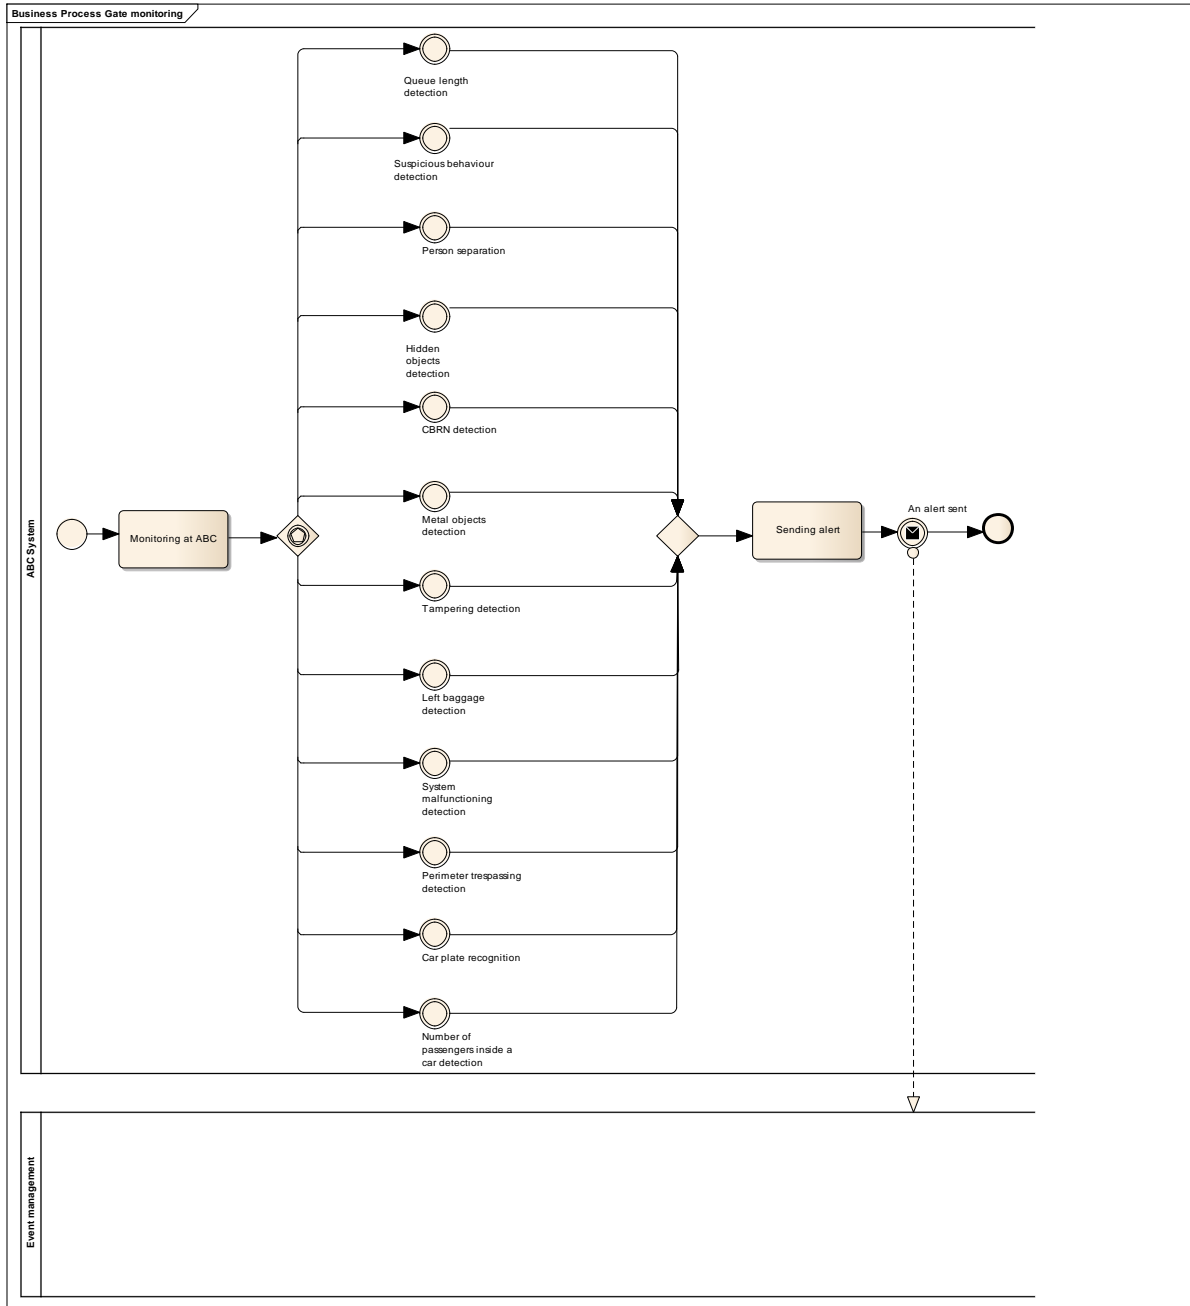 Business Process Gate monitoring
Queue length
detection
Suspicious behaviour
detection
Person separation
Hidden
objects
detection
CBRN detection
Metal objects
detection
ABC System
Monitoring at ABC
Sending alert
An alert sent
Tampering detection
Left baggage
detection
System
malfunctioning
detection
Perimeter trespassing
detection
Car plate recognition
Number of
passengers inside a
car detection
Event management